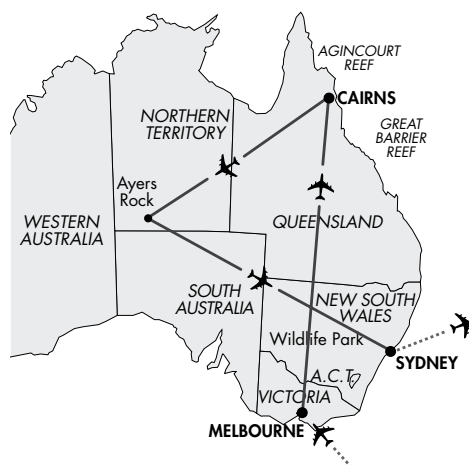 AGINCOURT
REEF
CAIRNS
NORTHERN
TERRITORY
GREAT
BARRIER
REEF
Ayers
Rock
WESTERN
AUSTRALIA
QUEENSLAND
SOUTH
AUSTRALIA
NEW SOUTH
WALES
Wildlife Park
SYDNEY
A.C.T.
VICTORIA
MELBOURNE